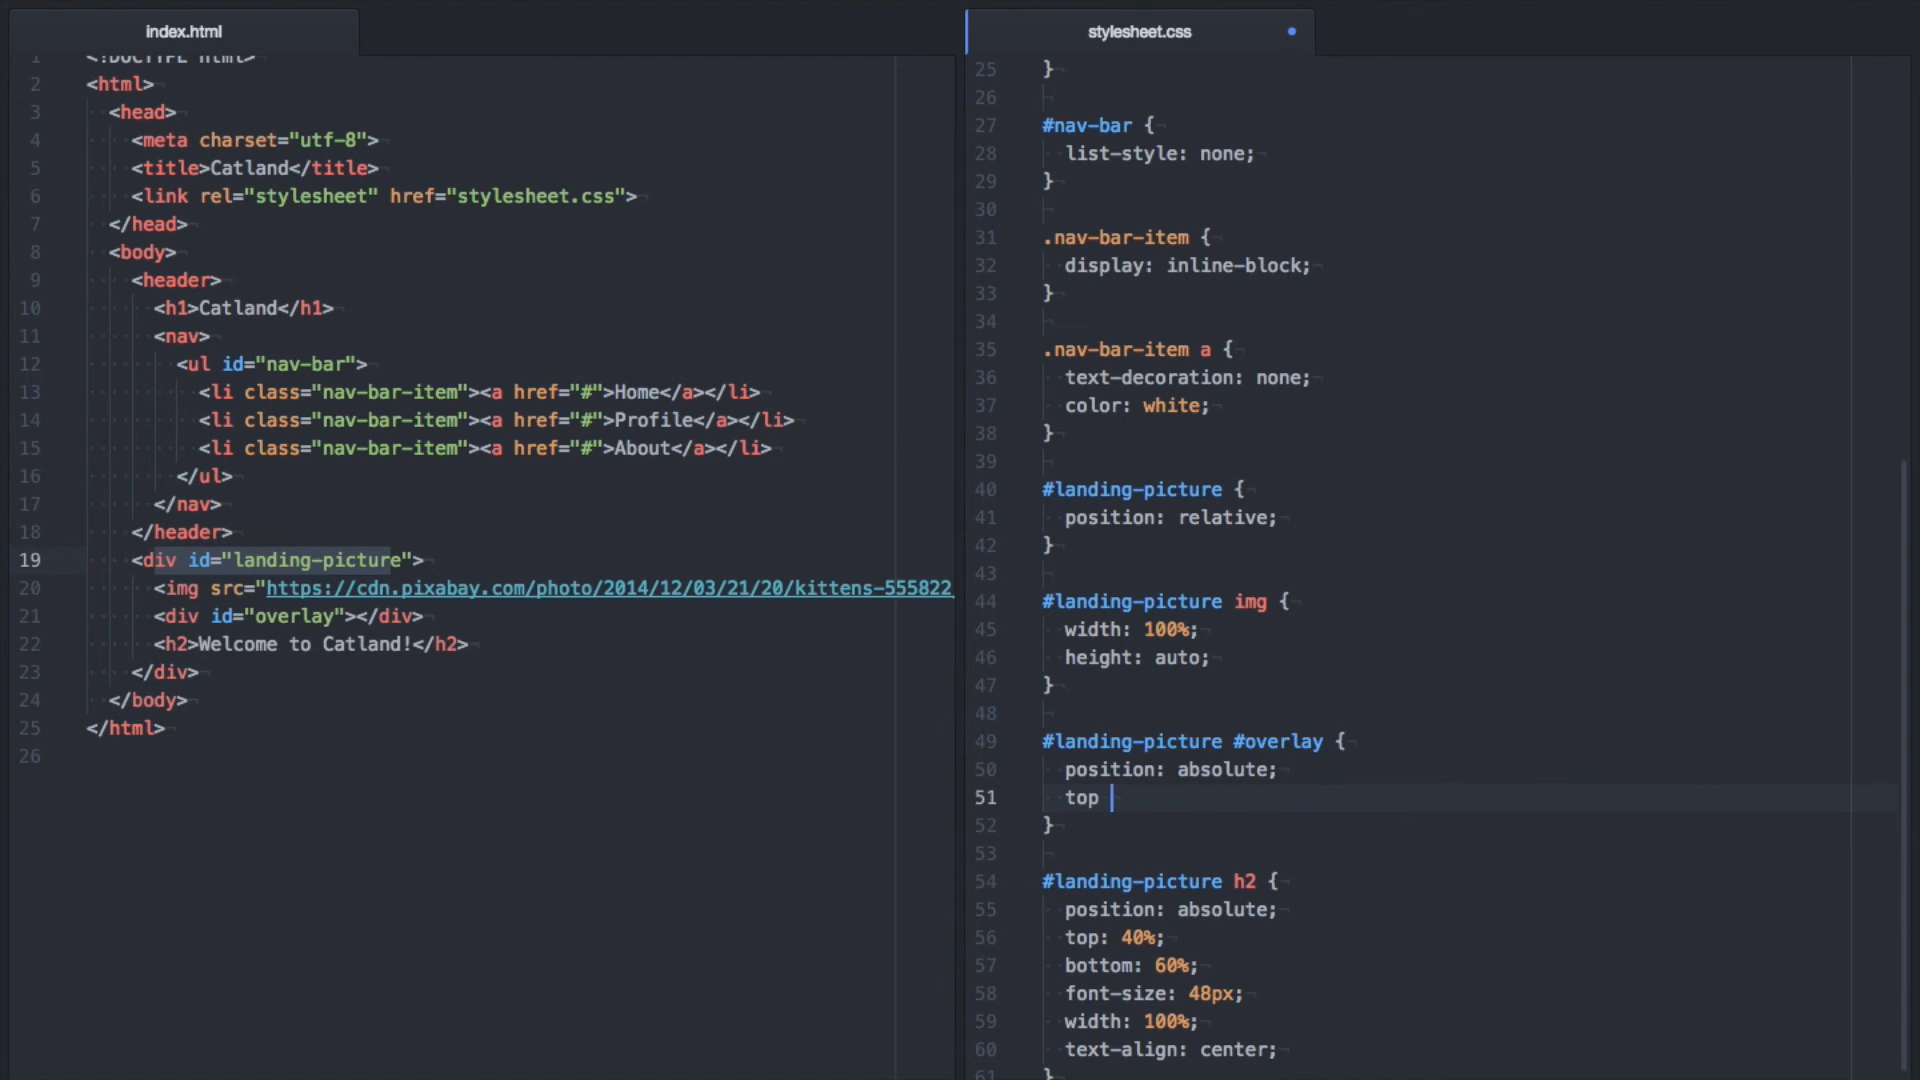 index.html
1 <!DOCTYPE html>
2 <html>
3 <head>
4 <meta charset="utf-8">
5 <title>Catland</title>
6 <link rel="stylesheet" href="stylesheet.css">
7 </head>
8 <body>
9 <header>
10 <h1>Catland</h1>
11 <nav>
12 <ul id="nav-bar">
13 <li class="nav-bar-item"><a href="#">Home</a></li>
14 <li class="nav-bar-item"><a href="#">Profile</a></li>
15 <li class="nav-bar-item"><a href="#">About</a></li>
16 </ul>
17 </nav>
18 </header>
19 <div id="landing-picture">
20 <img src="https://cdn.pixabay.com/photo/2014/12/03/21/20/kittens-555822
21 <div id="overlay"></div>
22 <h2>Welcome to Catland!</h2>
23 </div>
24 </body>
25 </html>
26
stylesheet.css
25 }
26
27 #nav-bar {
28 list-style: none;
29 }
30
31 .nav-bar-item {
32 display: inline-block;
33 }
34
35 .nav-bar-item a {
36 text-decoration: none;
37 color: white;
38 }
39
40 #landing-picture {
41 position: relative;
42 }
43
44 #landing-picture img {
45 width: 100%;
46 height: auto;
47 }
48
49 #landing-picture #overlay {
50 position: absolute;
51 top
52 }
53
54 #landing-picture h2 {
55 position: absolute;
56 top: 40%;
57 bottom: 60%;
58 font-size: 48px;
59 width: 100%;
60 text-align: center;
61 }